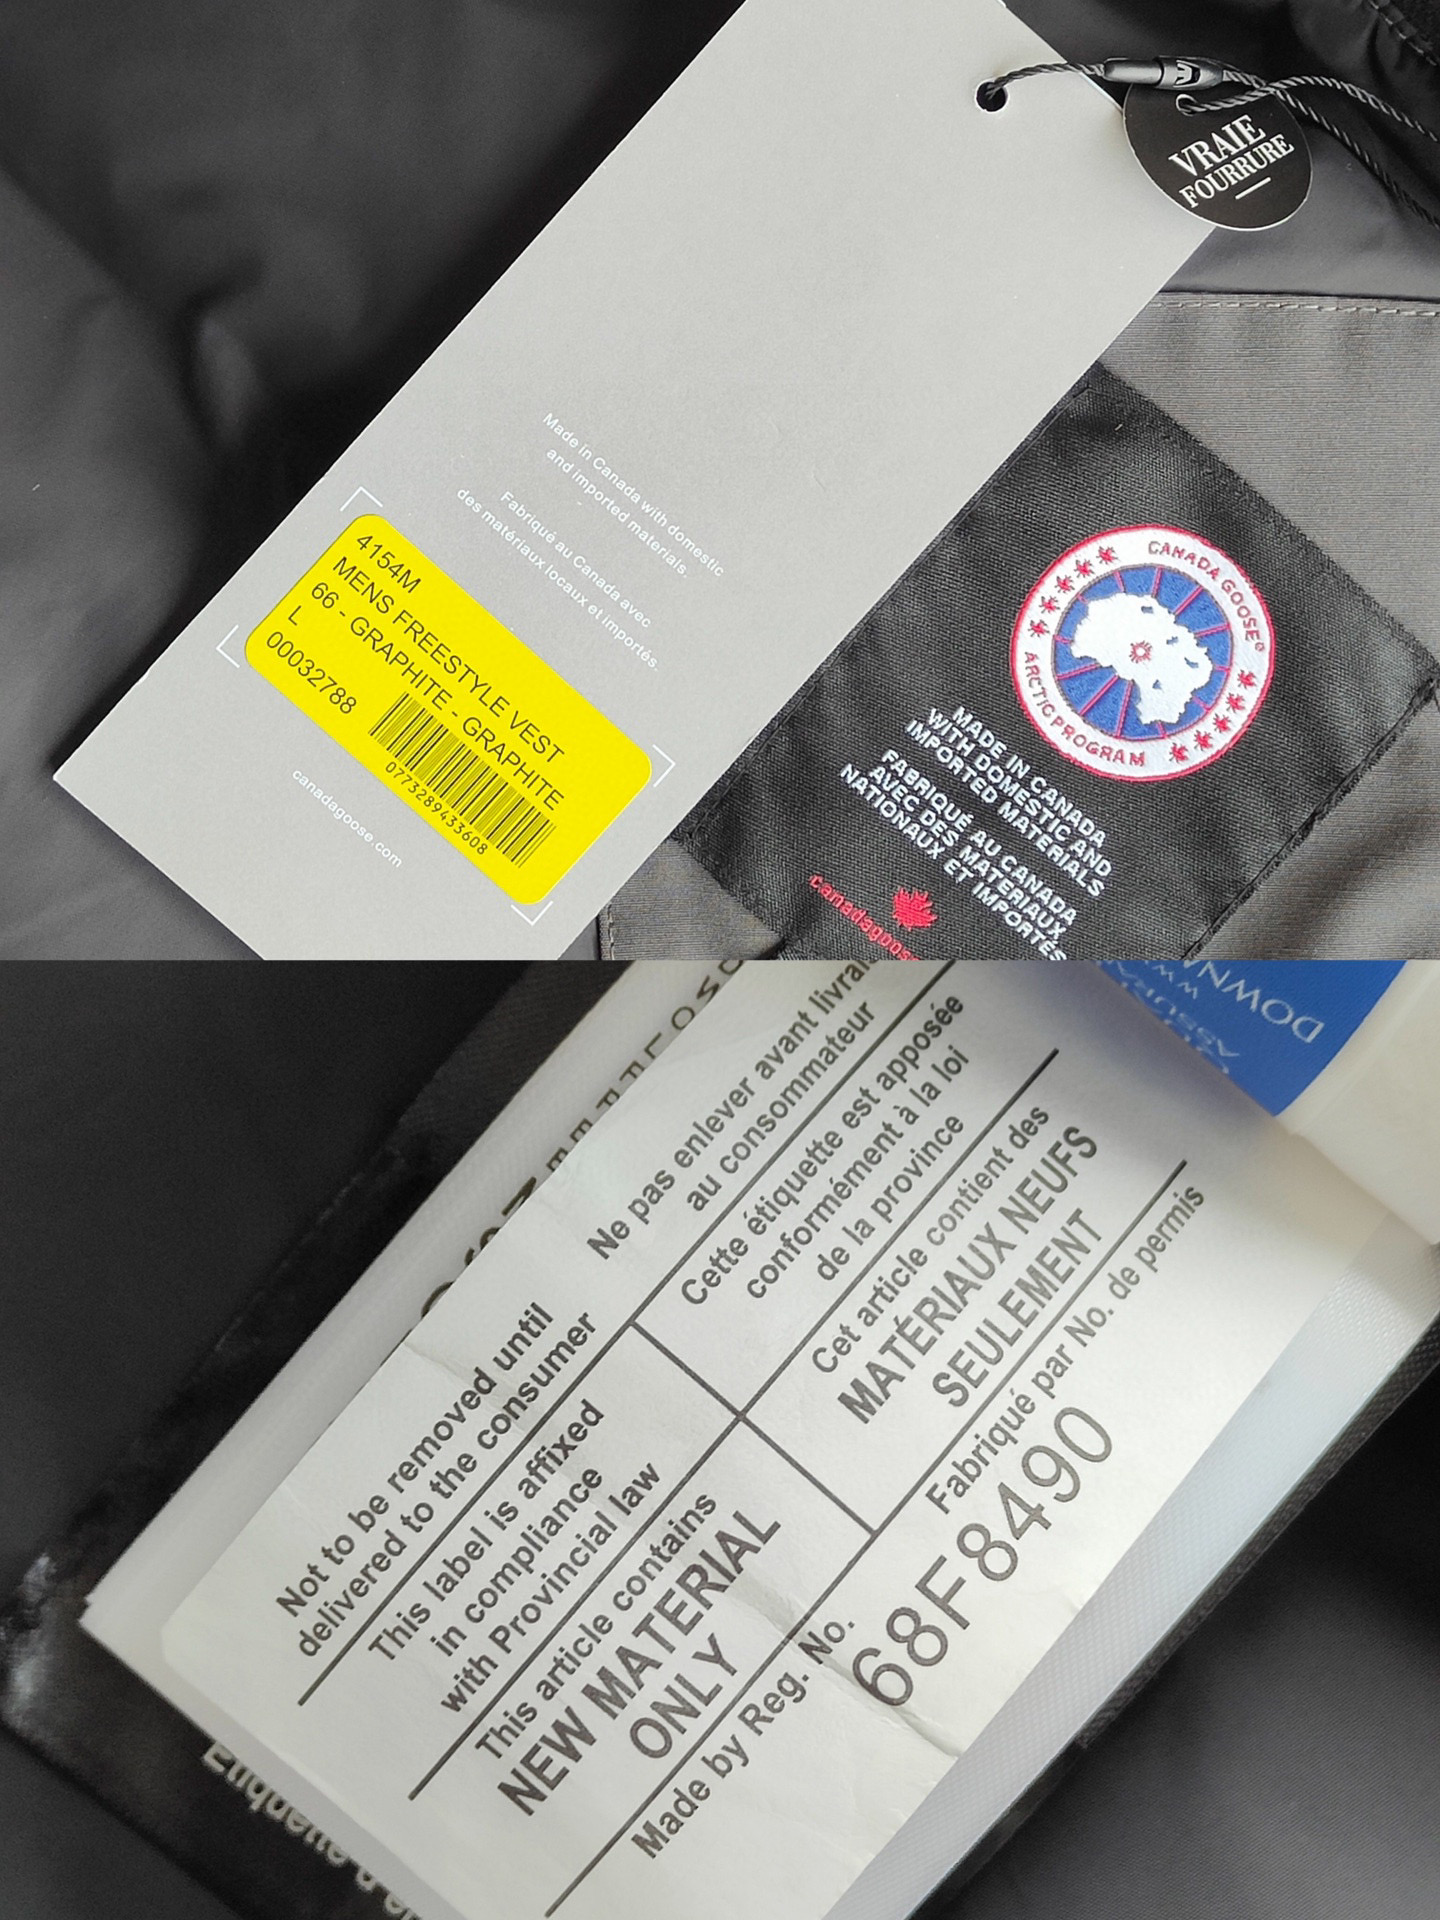 VRAIE
FOURRURE
Made in Canada with domestic
and imported materials.
Fabriqué au Canada avec
des matériaux locaux et importés.
4154M
MENS FREESTYLE VEST
66 - GRAPHITE - GRAPHITE
L
00032788
0773289433608
canadagoose.com
CANADA GOOSE®
ARCTIC PROGRAM
MADE IN CANADA
WITH DOMESTIC AND
IMPORTED MATERIALS
FABRIQUÉ AU CANADA
AVEC DES MATERIAUX
NATIONAUX ET IMPORTÉS
canadagoose
DOWN
Ne pas enlever avant livrais
au consommateur
Cette étiquette est apposée
conformément à la loi
de la province
Cet article contient des
MATÉRIAUX NEUFS
SEULEMENT
Fabriqué par No. de permis
Not to be removed until
delivered to the consumer
This label is affixed
in compliance
with Provincial law
This article contains
NEW MATERIAL
ONLY
Made by Reg. No.
68F8490